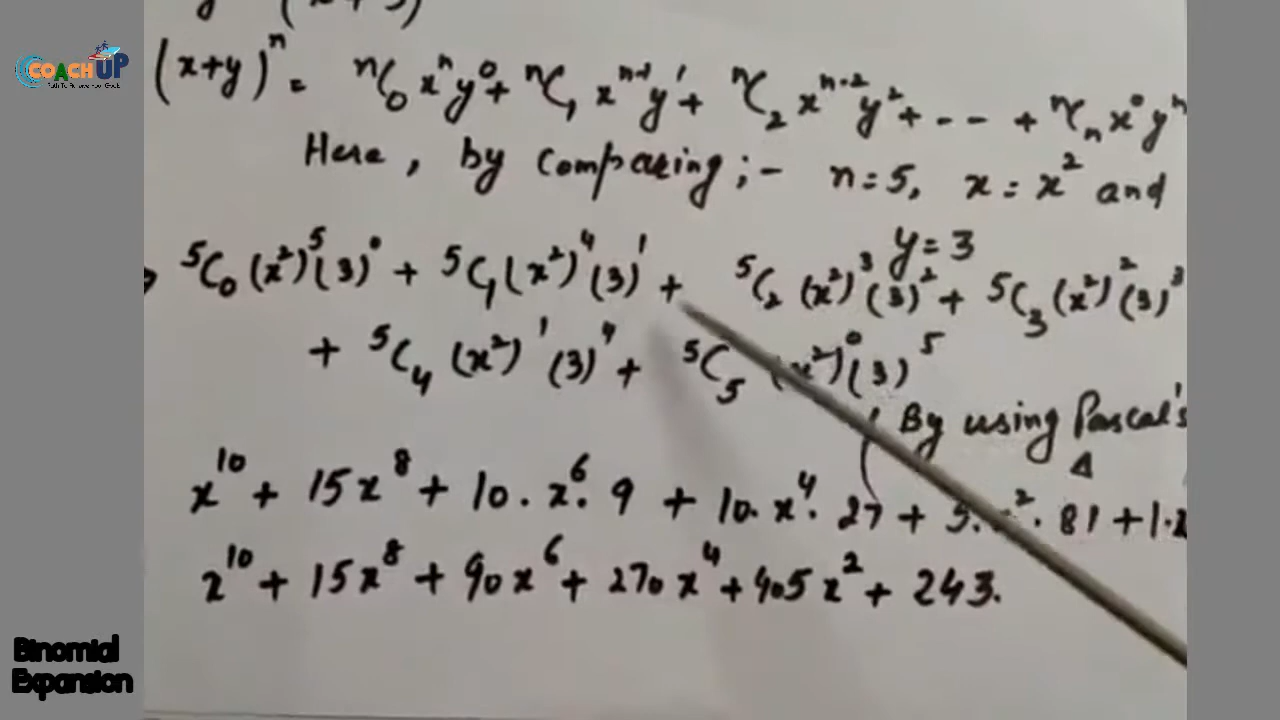 COACHUP
(x+y)ⁿ = ⁿC₀ xⁿ y⁰ + ⁿC₁ xⁿ⁻¹ y¹ + ⁿC₂ xⁿ⁻² y² + - - - + ⁿCₙ x⁰ yⁿ
Here, by Comparing ;- n=5, x = x² and
y = 3
⁵C₀ (x²)⁵ (3)⁰ + ⁵C₁ (x²)⁴ (3)¹ + ⁵C₂ (x²)³ (3)² + ⁵C₃ (x²)² (3)³
+ ⁵C₄ (x²)¹ (3)⁴ + ⁵C₅ (x²)⁰ (3)⁵
By using Pascal's
Δ
x¹⁰ + 15x⁸ + 10 . x⁶ . 9 + 10 . x⁴ . 27 + 5 . x² . 81 + 1 .
x¹⁰ + 15x⁸ + 90x⁶ + 270x⁴ + 405x² + 243.
Binomial
Expansion